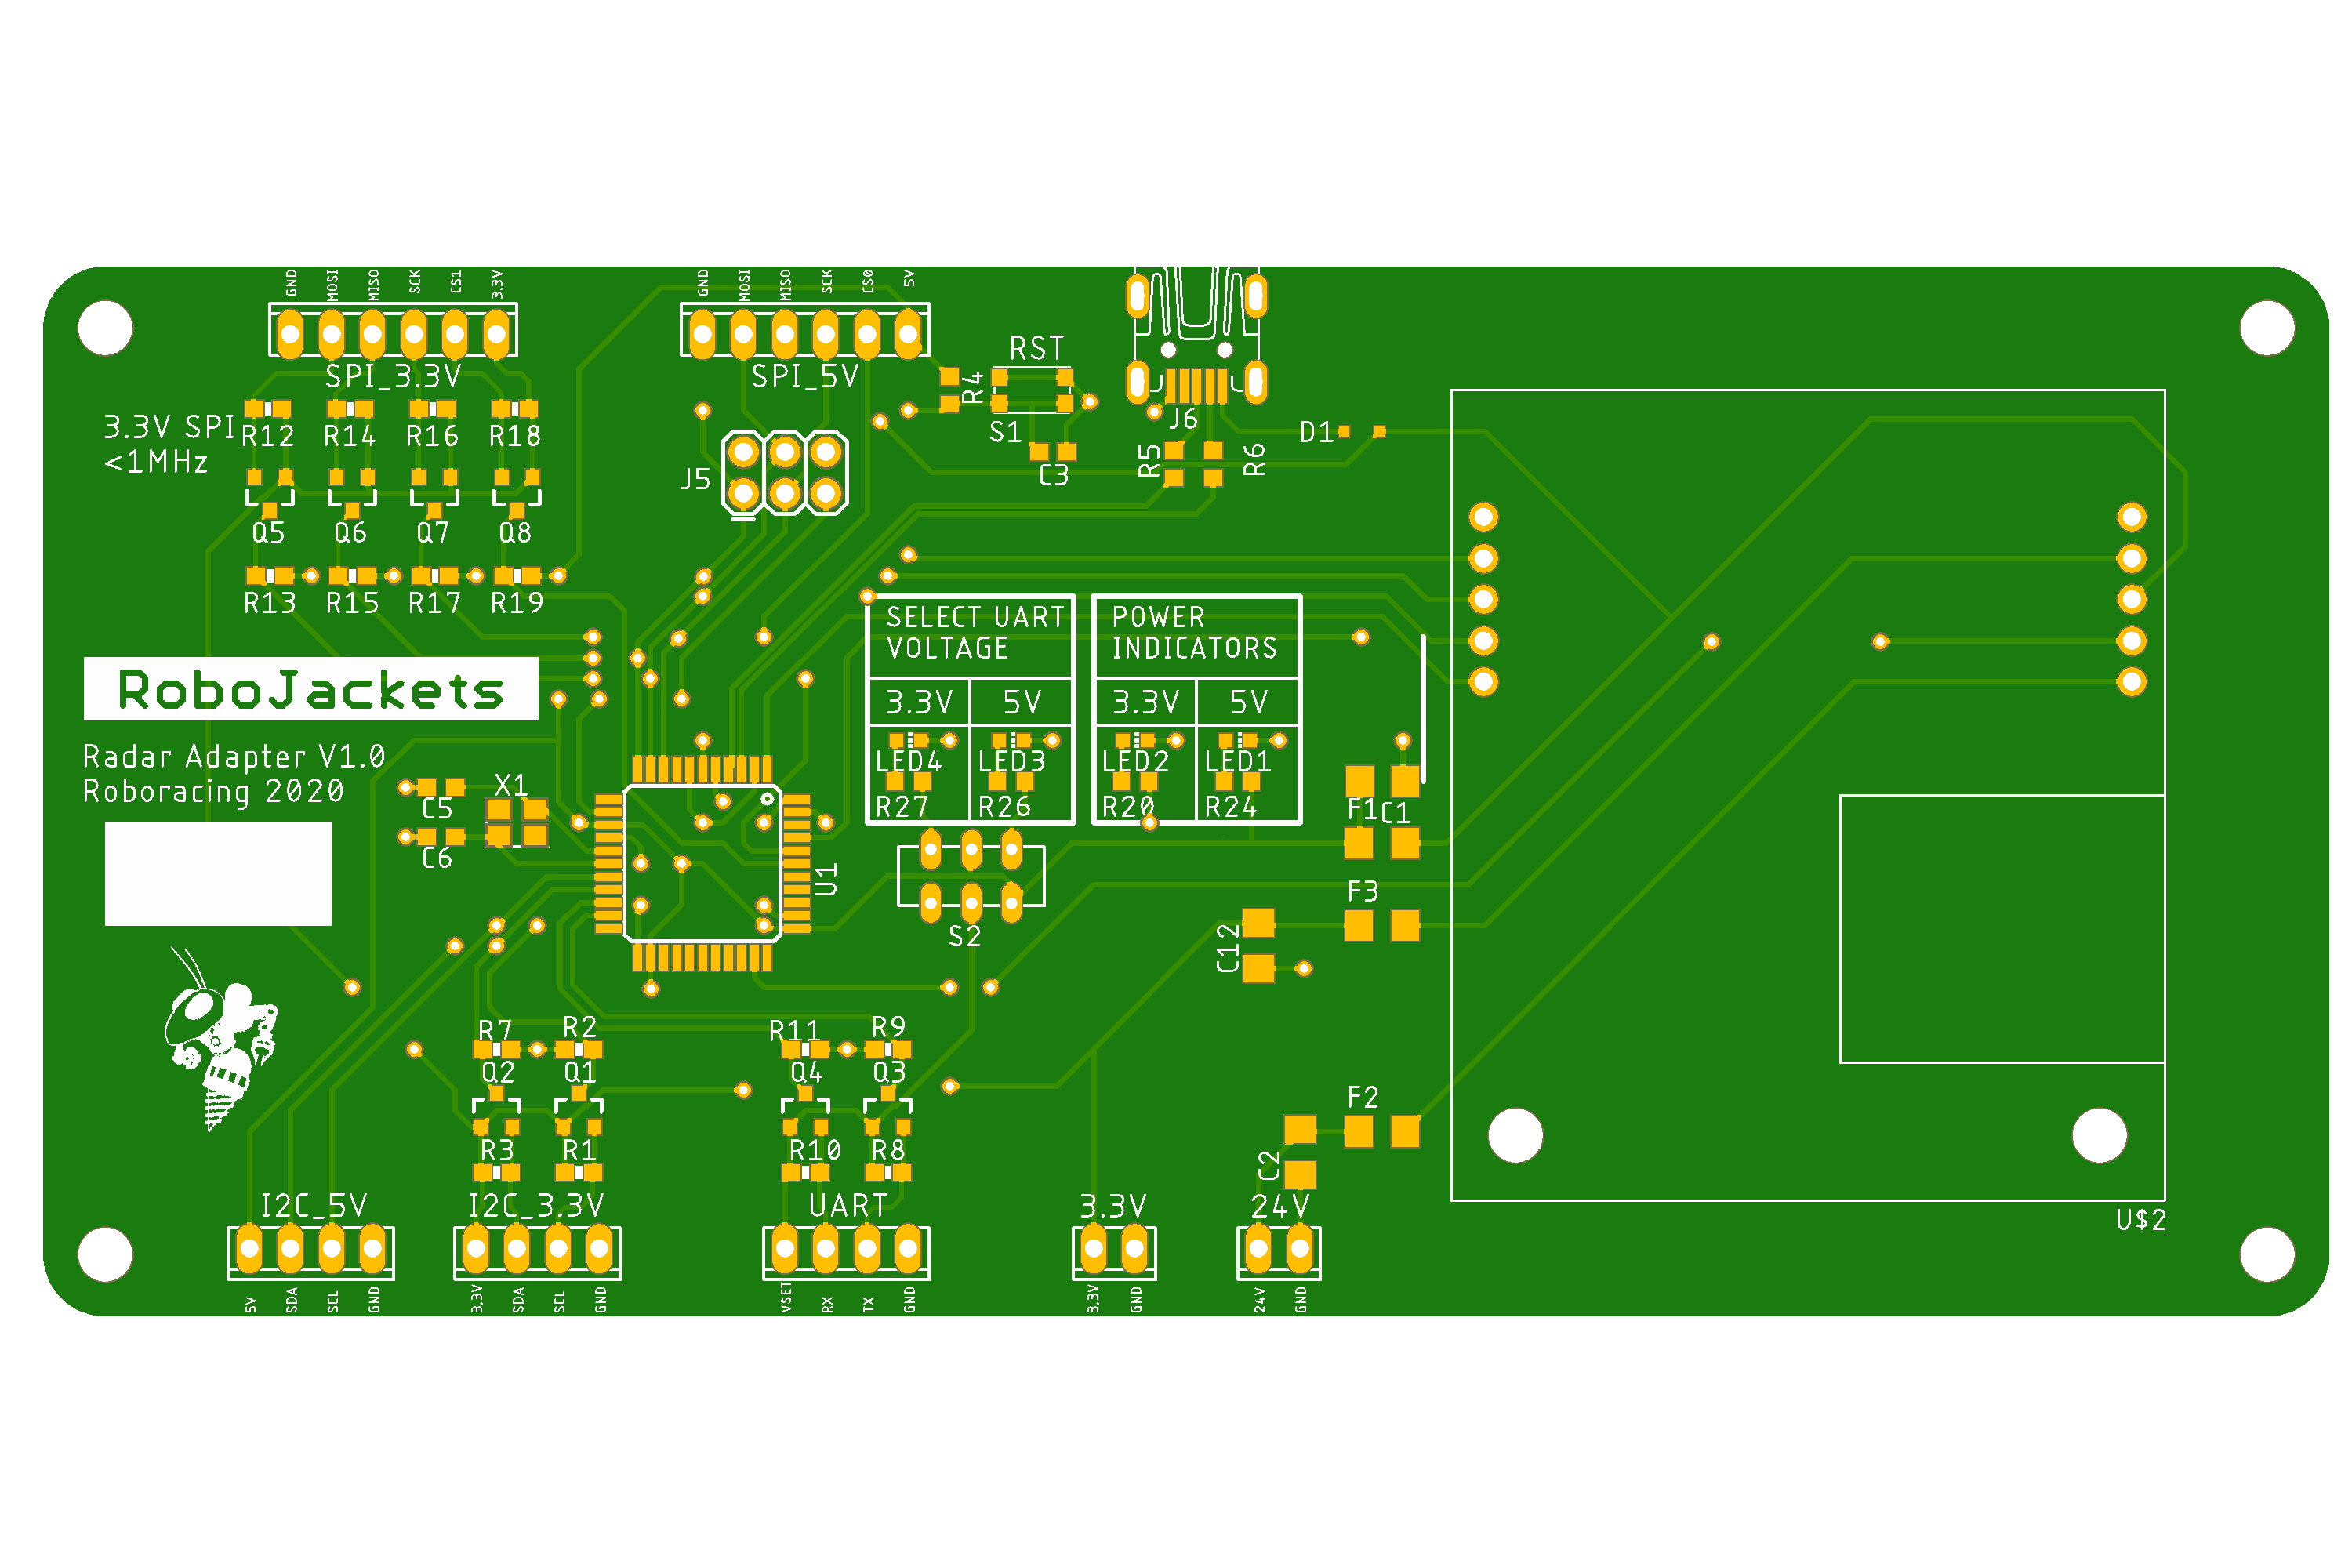 GND MOSI MISO SCK CS1 3.3V
GND MOSI MISO SCK CS0 5V
SPI_3.3V
SPI_5V
RST
R4
S1
C3
J6
R5
R6
D1
3.3V SPI
<1MHz
R12 R14 R16 R18
J5
Q5 Q6 Q7 Q8
R13 R15 R17 R19
SELECT UART
VOLTAGE
3.3V 5V
LED4 LED3
R27 R26
POWER
INDICATORS
3.3V 5V
LED2 LED1
R20 R24
RoboJackets
Radar Adapter V1.0
Roboracing 2020
X1
C5
C6
U1
F1
C1
F3
S2
C12
R7 R2 R11 R9
Q2 Q1 Q4 Q3
R3 R1 R10 R8
F2
C2
I2C_5V I2C_3.3V UART 3.3V 24V
U$2
5V SDA SCL GND
3.3V SDA SCL GND
VSET RX TX GND
3.3V GND
24V GND